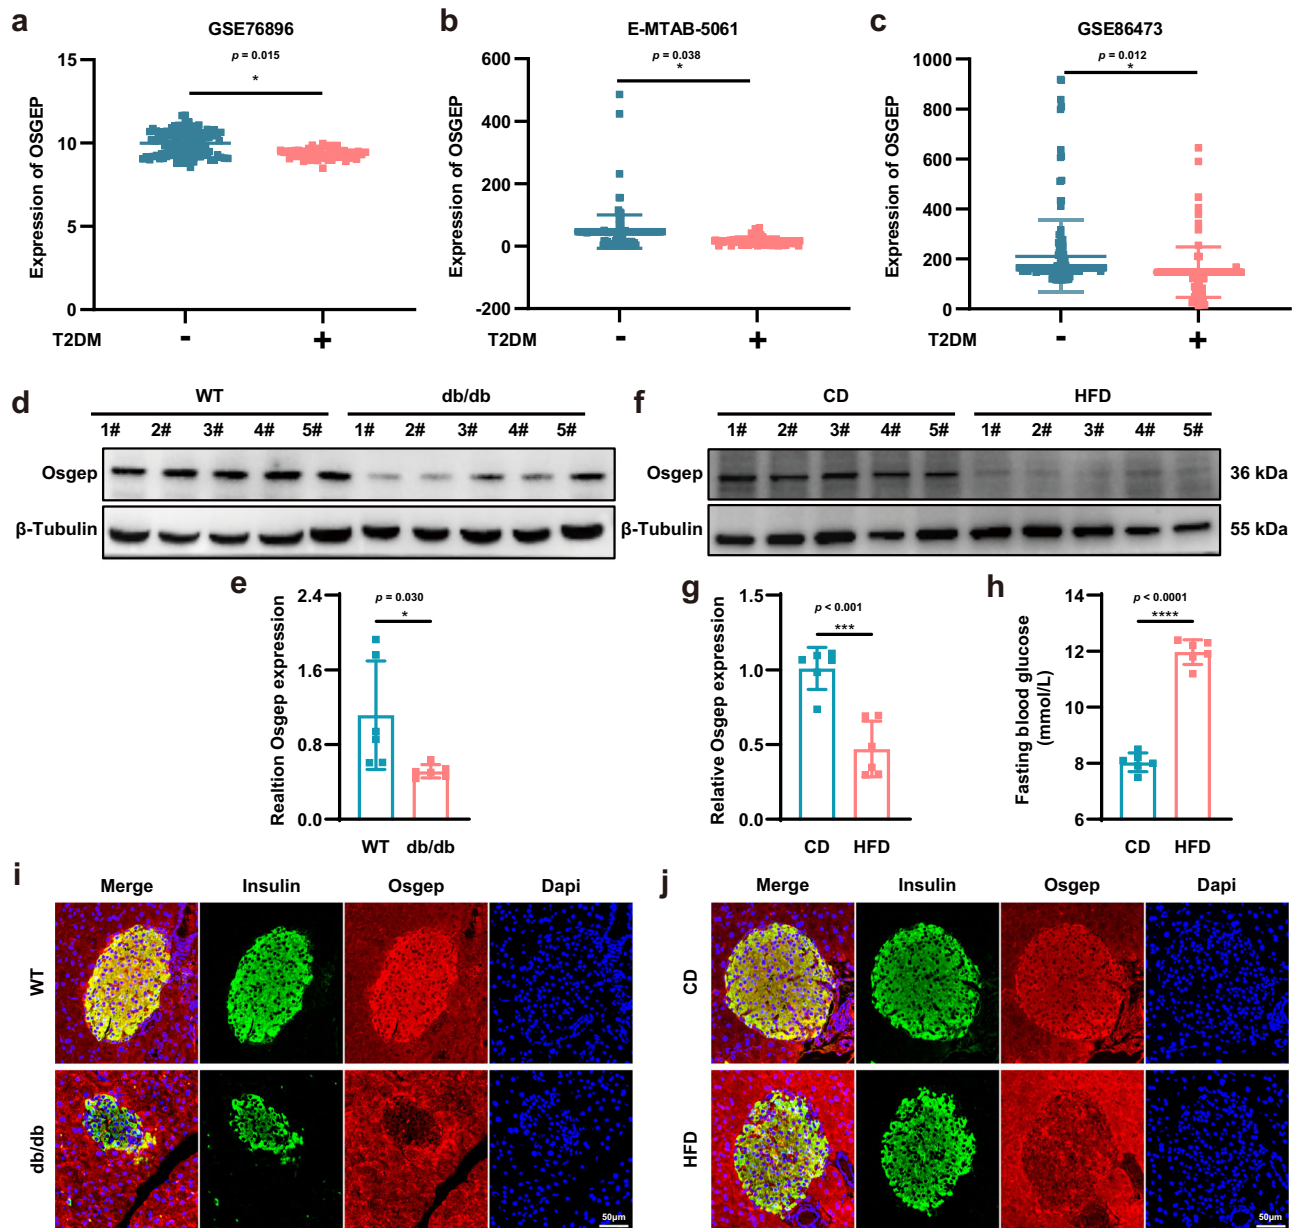 a
GSE76896
p = 0.015
*
Expression of OSGEP
15
10
5
0
T2DM
-
+
b
E-MTAB-5061
p = 0.038
*
Expression of OSGEP
600
400
200
0
-200
T2DM
-
+
c
GSE86473
p = 0.012
*
Expression of OSGEP
1000
800
600
400
200
0
T2DM
-
+
d
WT db/db
1# 2# 3# 4# 5# 1# 2# 3# 4# 5#
Osgep
β-Tubulin
f
CD HFD
1# 2# 3# 4# 5# 1# 2# 3# 4# 5#
Osgep 36 kDa
β-Tubulin 55 kDa
e
p = 0.030
*
Realtion Osgep expression
2.4
1.6
0.8
0.0
WT db/db
g
p < 0.001
***
Relative Osgep expression
1.5
1.0
0.5
0.0
CD HFD
h
p < 0.0001
****
Fasting blood glucose
(mmol/L)
14
12
10
8
6
CD HFD
i
Merge Insulin Osgep Dapi
WT
db/db
50μm
j
Merge Insulin Osgep Dapi
CD
HFD
50μm